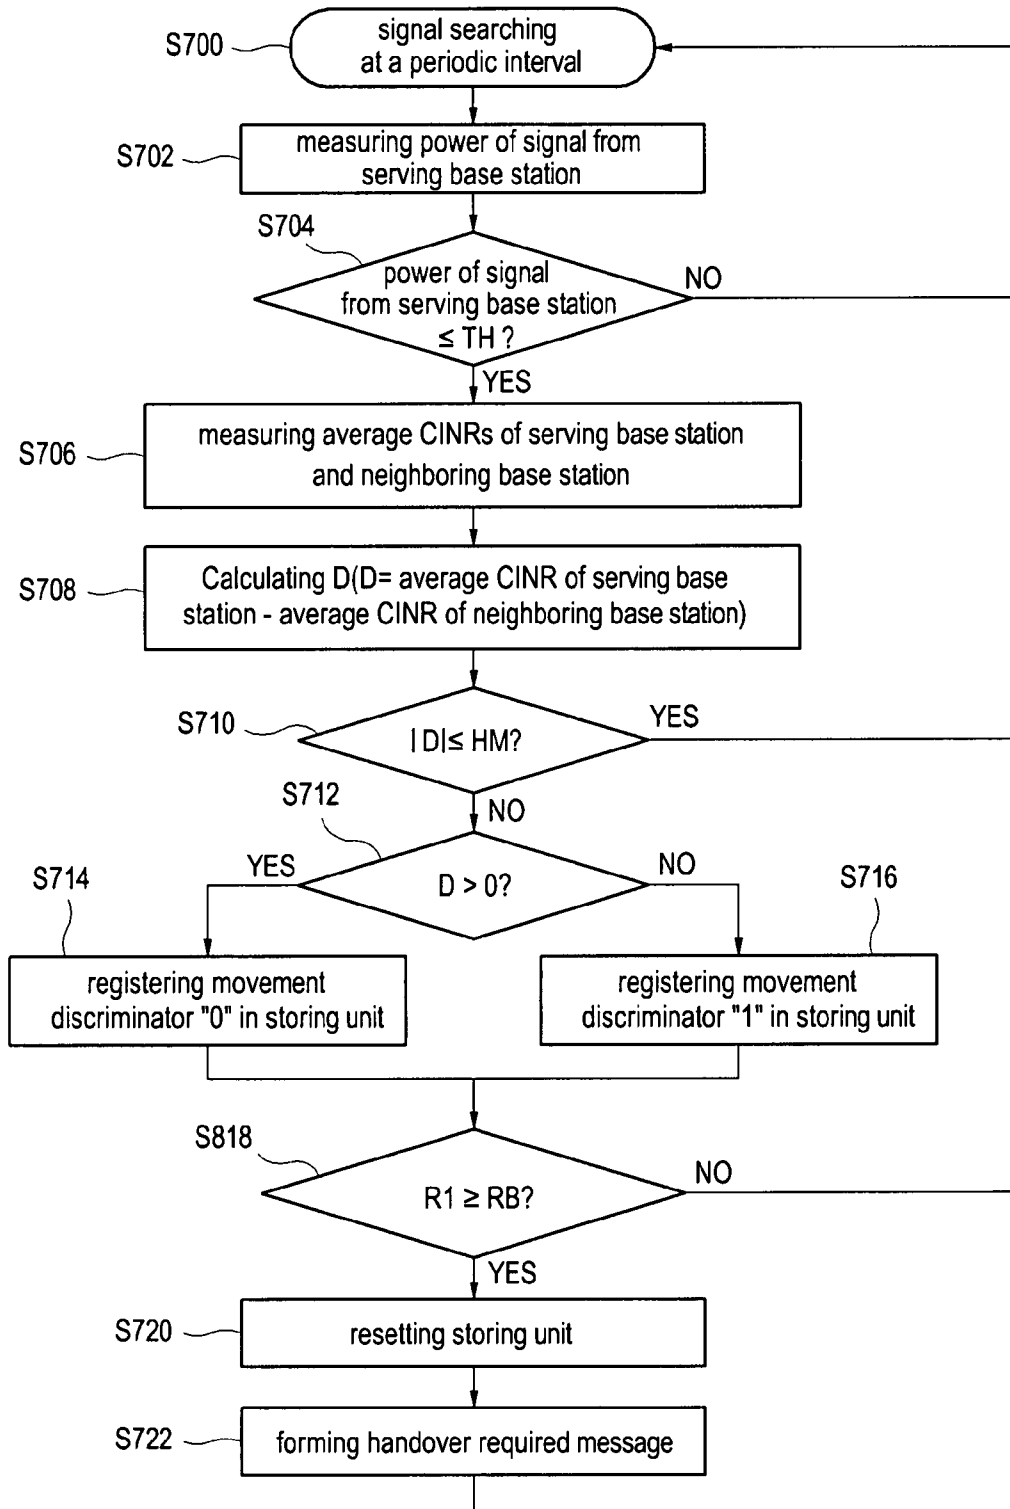 S700
signal searching
at a periodic interval
S702
measuring power of signal from
serving base station
S704
power of signal
from serving base station
≤ TH ?
NO
YES
S706
measuring average CINRs of serving base station
and neighboring base station
S708
Calculating D(D= average CINR of serving base
station - average CINR of neighboring base station)
S710
|D|≤ HM?
YES
NO
S712
D > 0?
YES
NO
S714
registering movement
discriminator "0" in storing unit
S716
registering movement
discriminator "1" in storing unit
S818
R1 ≥ RB?
NO
YES
S720
resetting storing unit
S722
forming handover required message